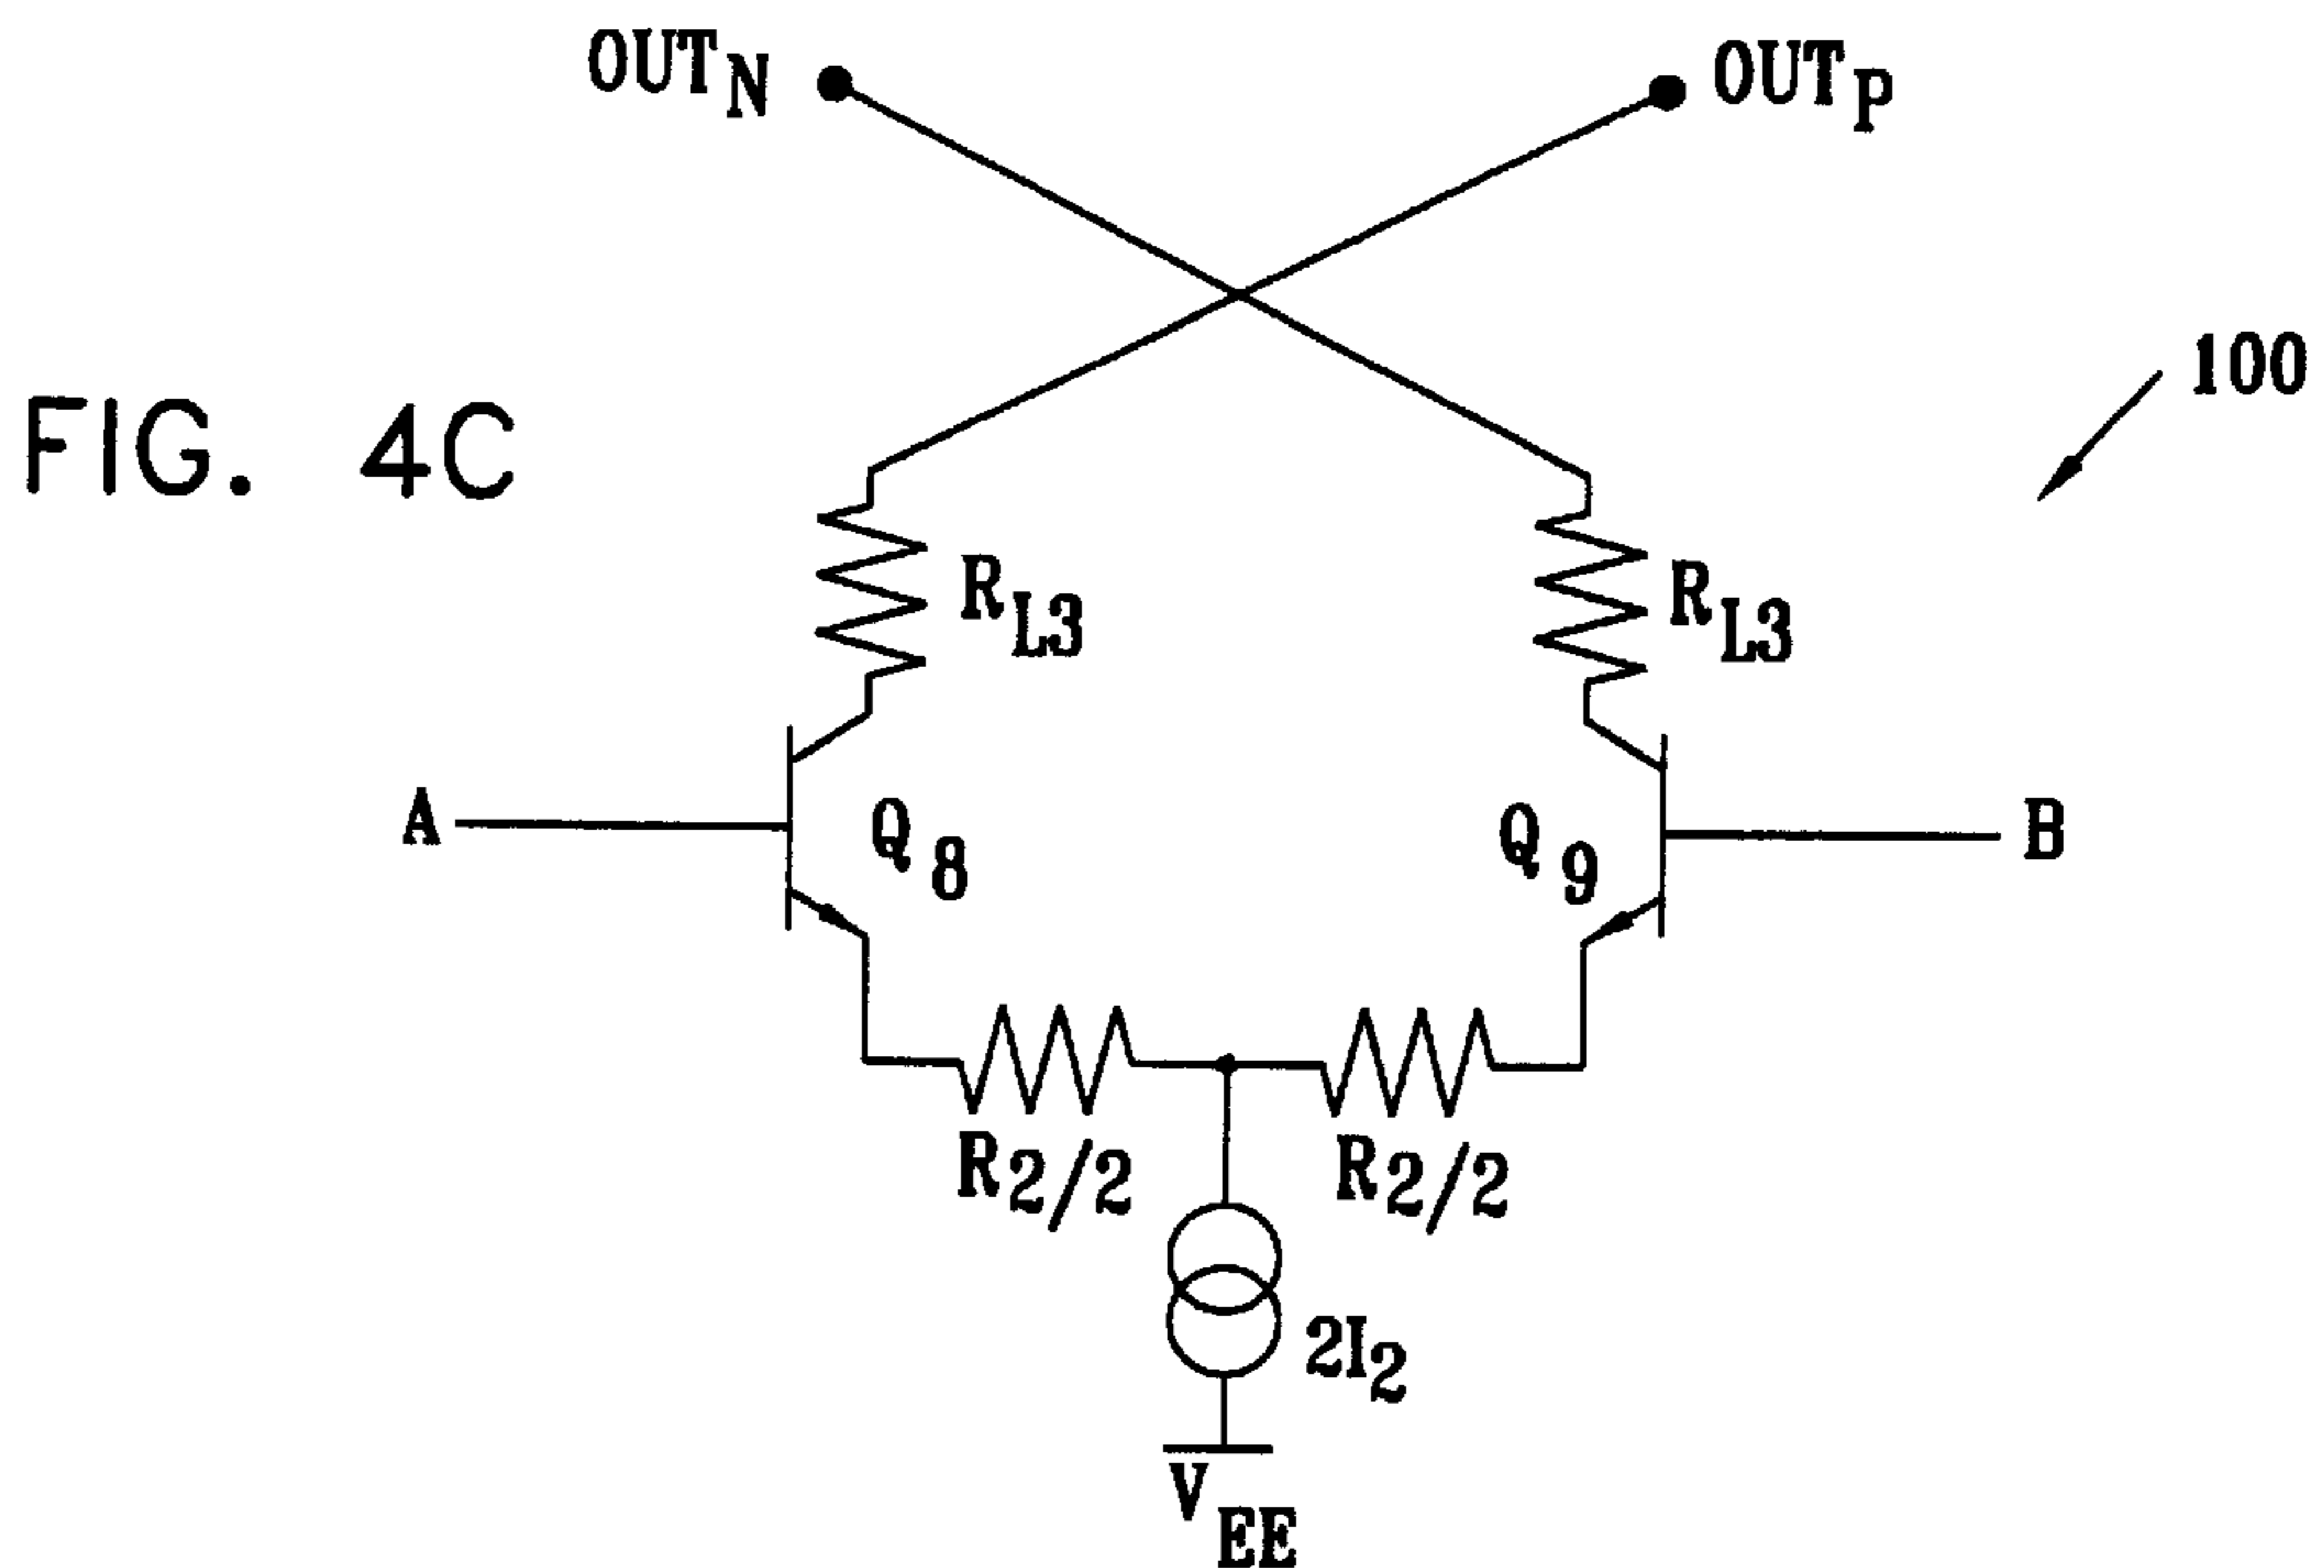 OUT_N
OUT_P
100
FIG. 4C
R_L3
R_L3
A
Q_8
Q_9
B
R_2/2
R_2/2
2I_2
V_EE